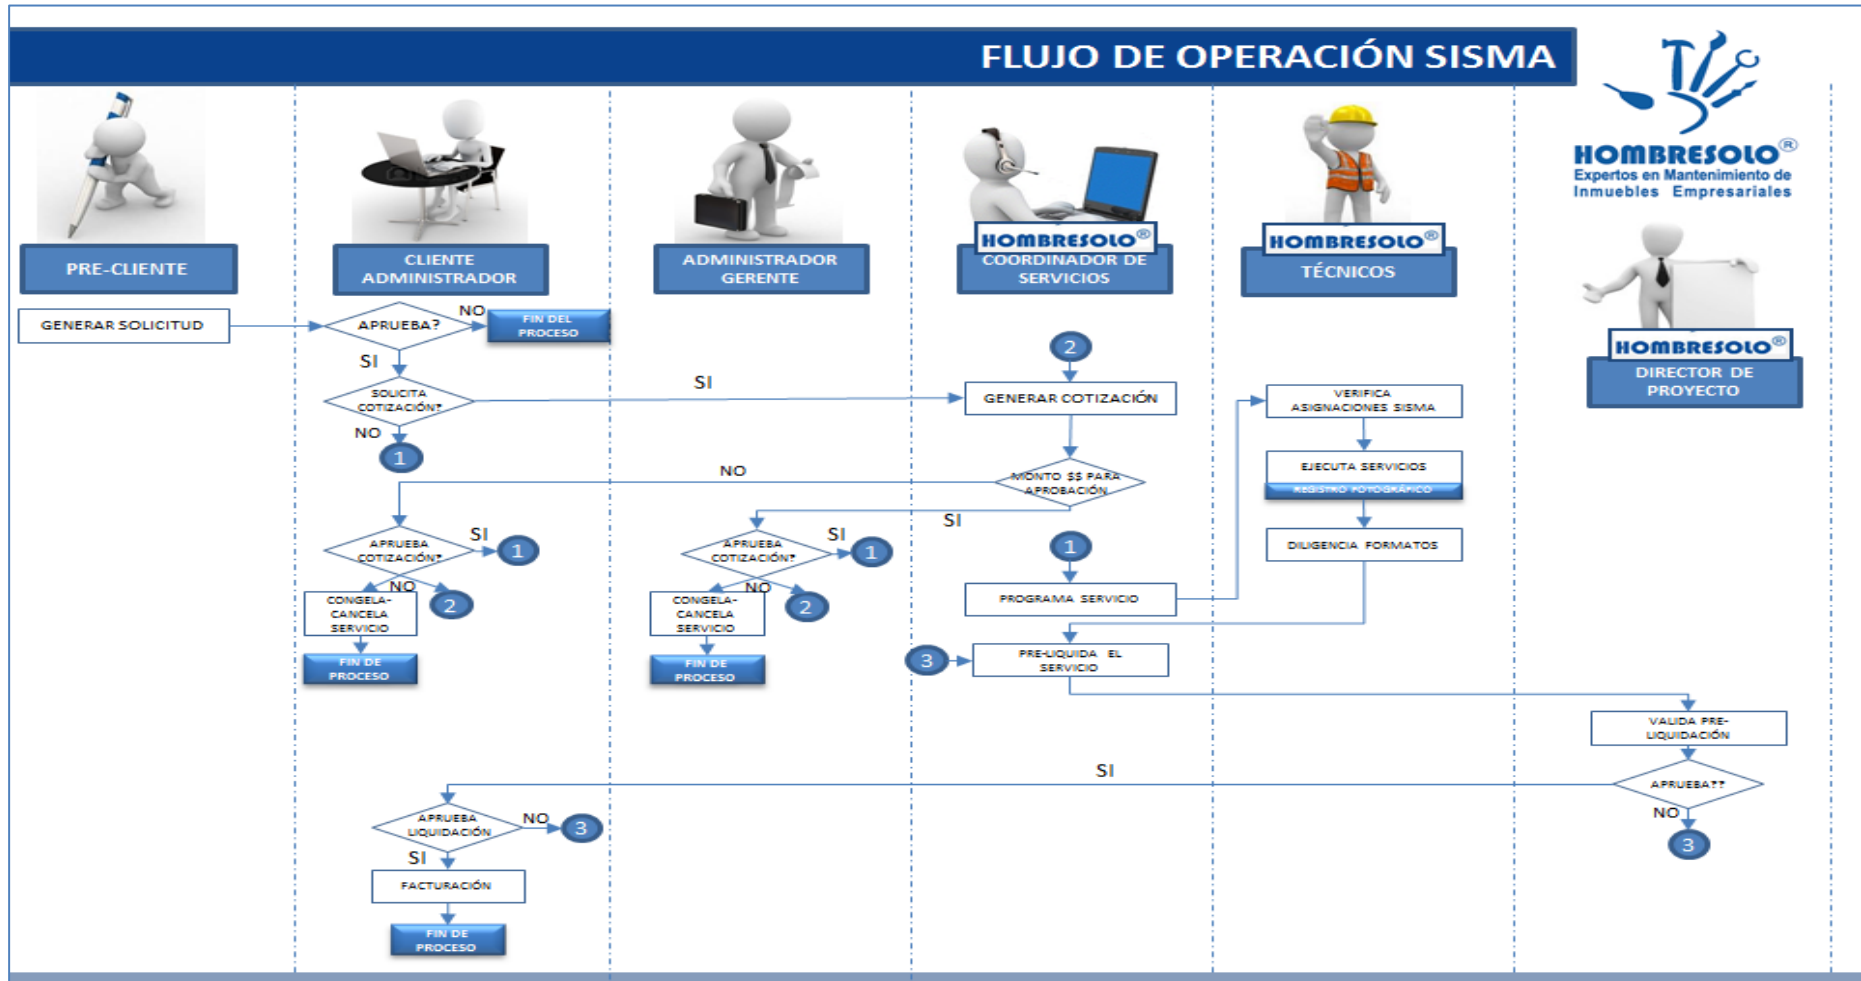 FLUJO DE OPERACIÓN SISMA
HOMBRESOLO®
Expertos en Mantenimiento de
Inmuebles Empresariales
PRE-CLIENTE
CLIENTE
ADMINISTRADOR
ADMINISTRADOR
GERENTE
HOMBRESOLO®
COORDINADOR DE
SERVICIOS
HOMBRESOLO®
TÉCNICOS
HOMBRESOLO®
DIRECTOR DE
PROYECTO
GENERAR SOLICITUD
APRUEBA?
NO
FIN DEL
PROCESO
SI
SOLICITA
COTIZACIÓN?
SI
NO
1
2
GENERAR COTIZACIÓN
MONTO $$ PARA
APROBACIÓN
NO
SI
VERIFICA
ASIGNACIONES SISMA
EJECUTA SERVICIOS
REGISTRO FOTOGRÁFICO
DILIGENCIA FORMATOS
APRUEBA
COTIZACIÓN?
SI
1
NO
2
CONGELA-
CANCELA
SERVICIO
FIN DE
PROCESO
APRUEBA
COTIZACIÓN?
SI
1
NO
2
CONGELA-
CANCELA
SERVICIO
FIN DE
PROCESO
1
PROGRAMA SERVICIO
3
PRE-LIQUIDA EL
SERVICIO
VALIDA PRE-
LIQUIDACIÓN
APRUEBA??
SI
NO
3
APRUEBA
LIQUIDACIÓN
NO
3
SI
FACTURACIÓN
FIN DE
PROCESO